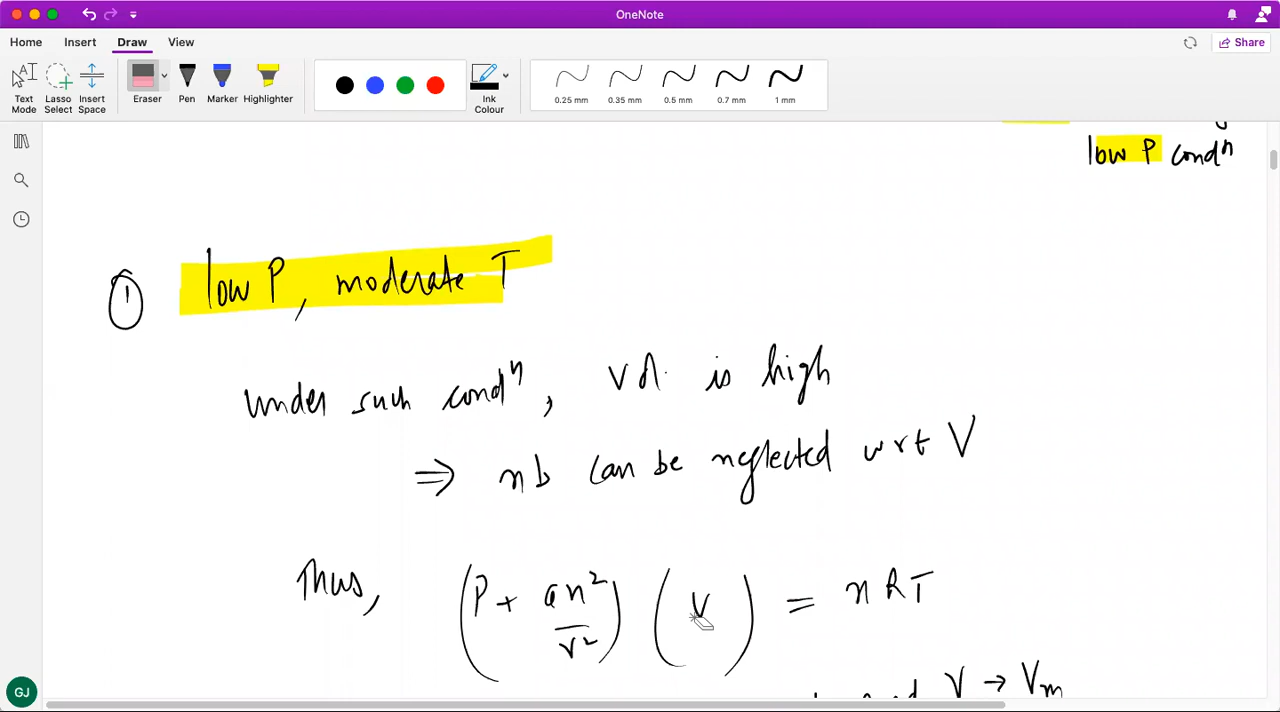 OneNote
Home Insert Draw View
Share
Text Mode
Lasso Select
Insert Space
Eraser
Pen
Marker
Highlighter
Ink Colour
0.25 mm 0.35 mm 0.5 mm 0.7 mm 1 mm
low P condⁿ
① low P, moderate T
under such condⁿ, is high
⇒ nb can be neglected wrt V
Thus, (P + an²/V²) (V) = nRT
V → Vm
GJ